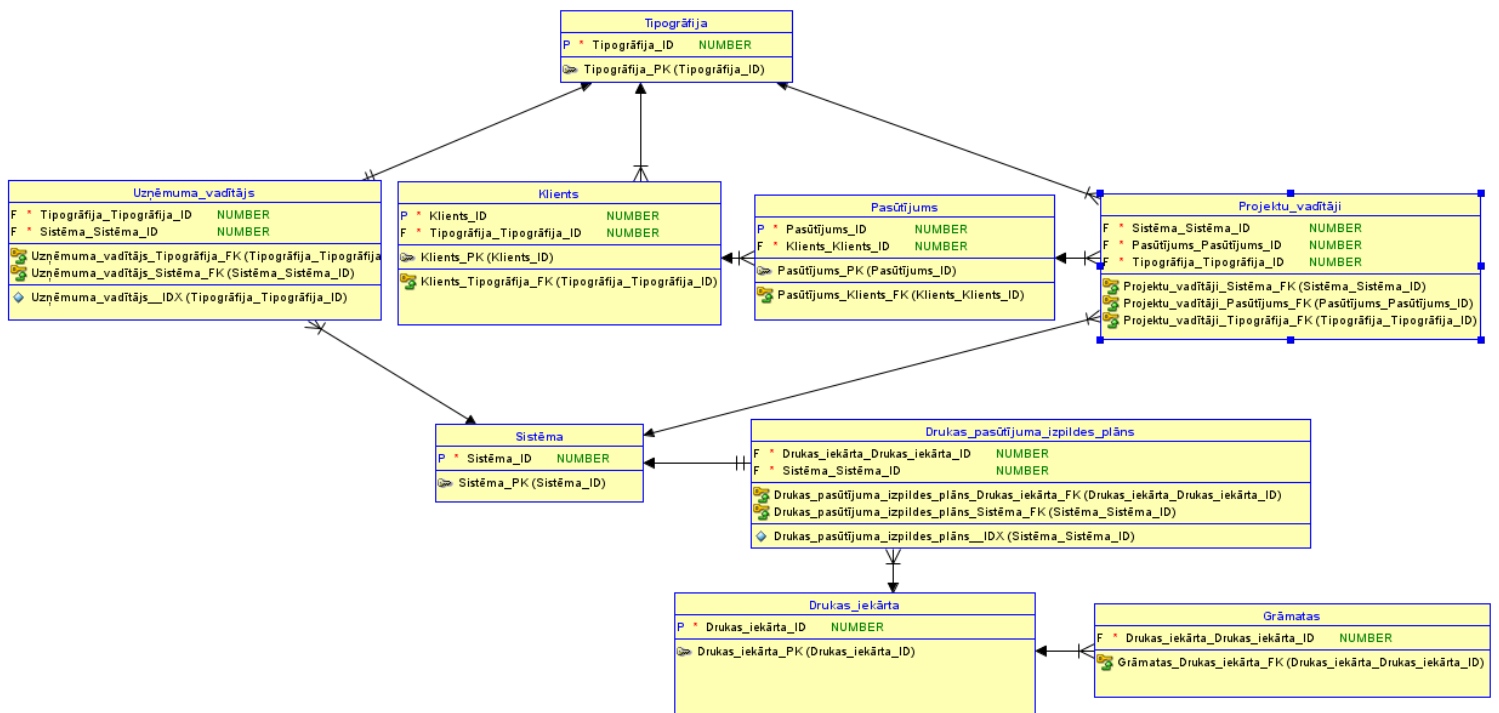 Tipogrāfija
P * Tipogrāfija_ID NUMBER
Tipogrāfija_PK (Tipogrāfija_ID)
Uzņēmuma_vadītājs
F * Tipogrāfija_Tipogrāfija_ID NUMBER
F * Sistēma_Sistēma_ID NUMBER
Uzņēmuma_vadītājs_Tipogrāfija_FK (Tipogrāfija_Tipogrāfija
Uzņēmuma_vadītājs_Sistēma_FK (Sistēma_Sistēma_ID)
Uzņēmuma_vadītājs__IDX (Tipogrāfija_Tipogrāfija_ID)
Klients
P * Klients_ID NUMBER
F * Tipogrāfija_Tipogrāfija_ID NUMBER
Klients_PK (Klients_ID)
Klients_Tipogrāfija_FK (Tipogrāfija_Tipogrāfija_ID)
Pasūtījums
P * Pasūtījums_ID NUMBER
F * Klients_Klients_ID NUMBER
Pasūtījums_PK (Pasūtījums_ID)
Pasūtījums_Klients_FK (Klients_Klients_ID)
Projektu_vadītāji
F * Sistēma_Sistēma_ID NUMBER
F * Pasūtījums_Pasūtījums_ID NUMBER
F * Tipogrāfija_Tipogrāfija_ID NUMBER
Projektu_vadītāji_Sistēma_FK (Sistēma_Sistēma_ID)
Projektu_vadītāji_Pasūtījums_FK (Pasūtījums_Pasūtījums_ID)
Projektu_vadītāji_Tipogrāfija_FK (Tipogrāfija_Tipogrāfija_ID)
Sistēma
P * Sistēma_ID NUMBER
Sistēma_PK (Sistēma_ID)
Drukas_pasūtījuma_izpildes_plāns
F * Drukas_iekārta_Drukas_iekārta_ID NUMBER
F * Sistēma_Sistēma_ID NUMBER
Drukas_pasūtījuma_izpildes_plāns_Drukas_iekārta_FK (Drukas_iekārta_Drukas_iekārta_ID)
Drukas_pasūtījuma_izpildes_plāns_Sistēma_FK (Sistēma_Sistēma_ID)
Drukas_pasūtījuma_izpildes_plāns__IDX (Sistēma_Sistēma_ID)
Drukas_iekārta
P * Drukas_iekārta_ID NUMBER
Drukas_iekārta_PK (Drukas_iekārta_ID)
Grāmatas
F * Drukas_iekārta_Drukas_iekārta_ID NUMBER
Grāmatas_Drukas_iekārta_FK (Drukas_iekārta_Drukas_iekārta_ID)